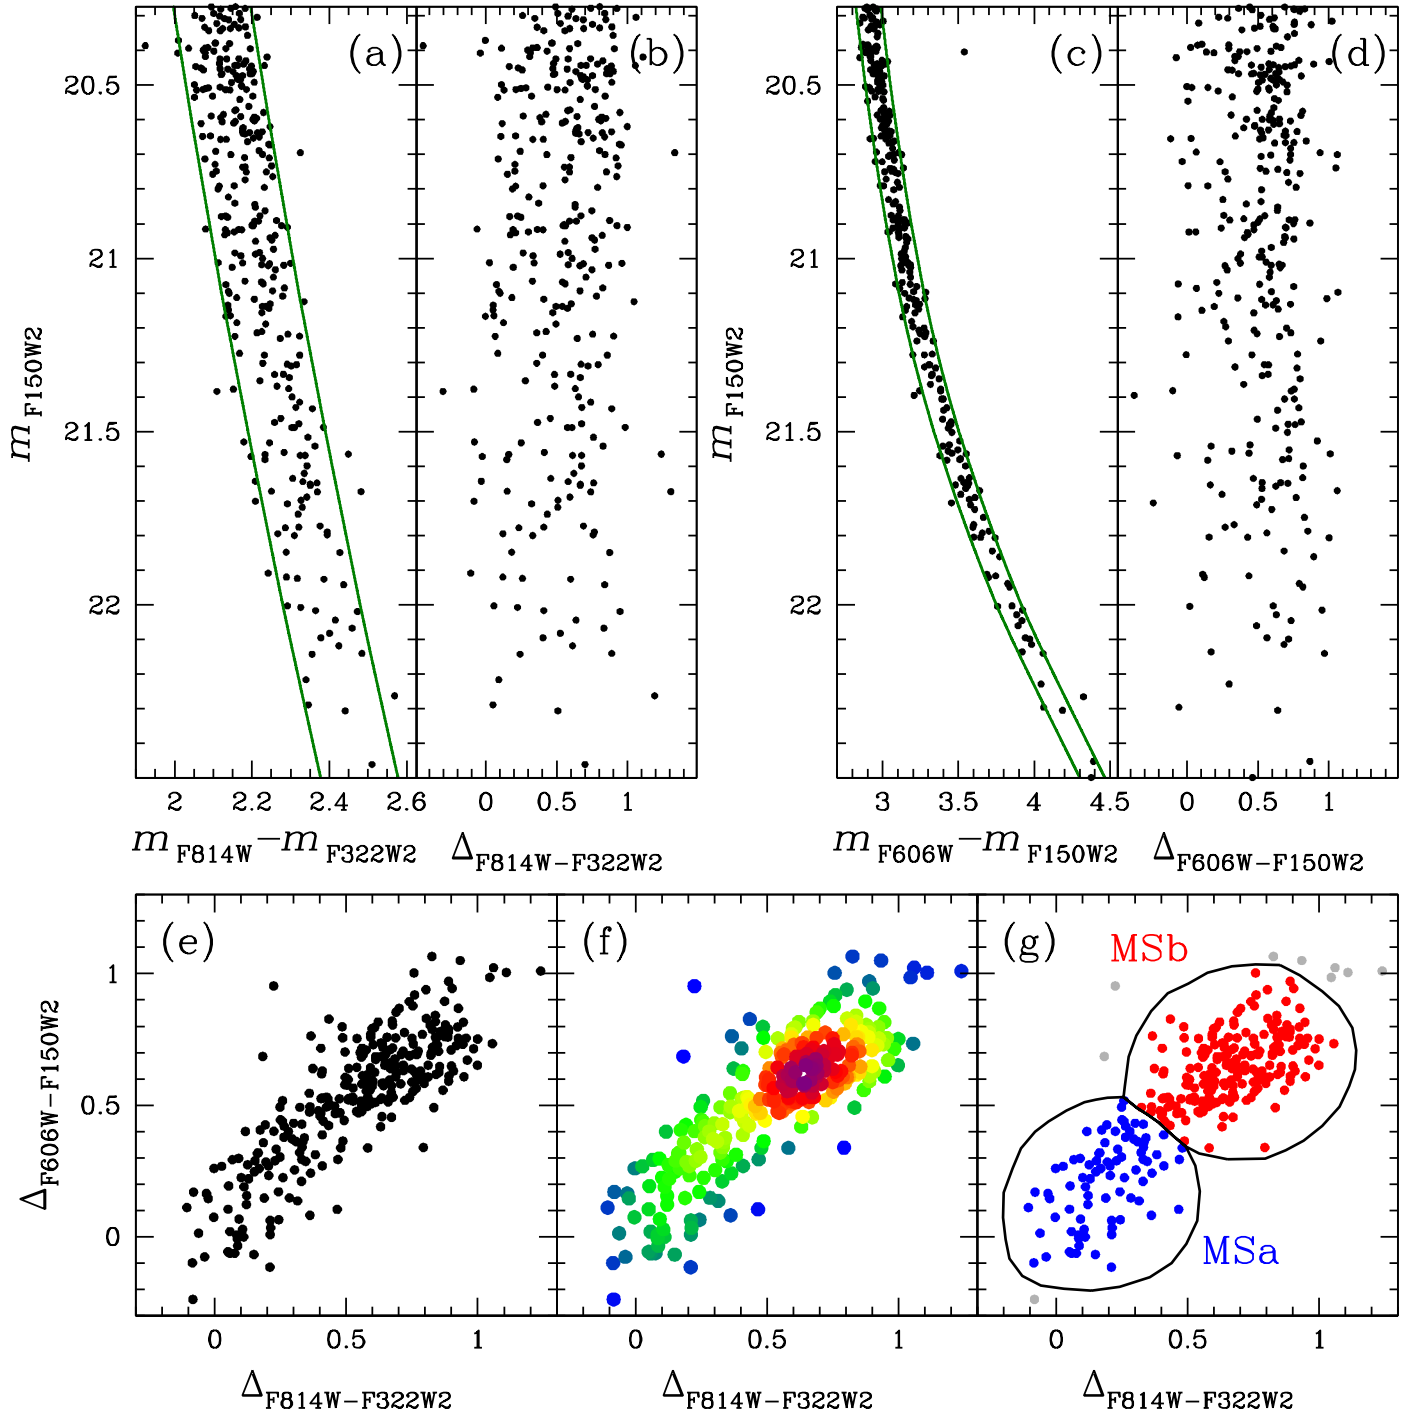 (a)
(b)
(c)
(d)
20.5
21
21.5
22
m F150W2
2 2.2 2.4 2.6
m F814W − m F322W2
0 0.5 1
Δ F814W−F322W2
20.5
21
21.5
22
m F150W2
3 3.5 4 4.5
m F606W − m F150W2
0 0.5 1
Δ F606W−F150W2
(e)
(f)
(g)
MSb
MSa
1
0.5
0
Δ F606W−F150W2
0 0.5 1
Δ F814W−F322W2
0 0.5 1
Δ F814W−F322W2
0 0.5 1
Δ F814W−F322W2